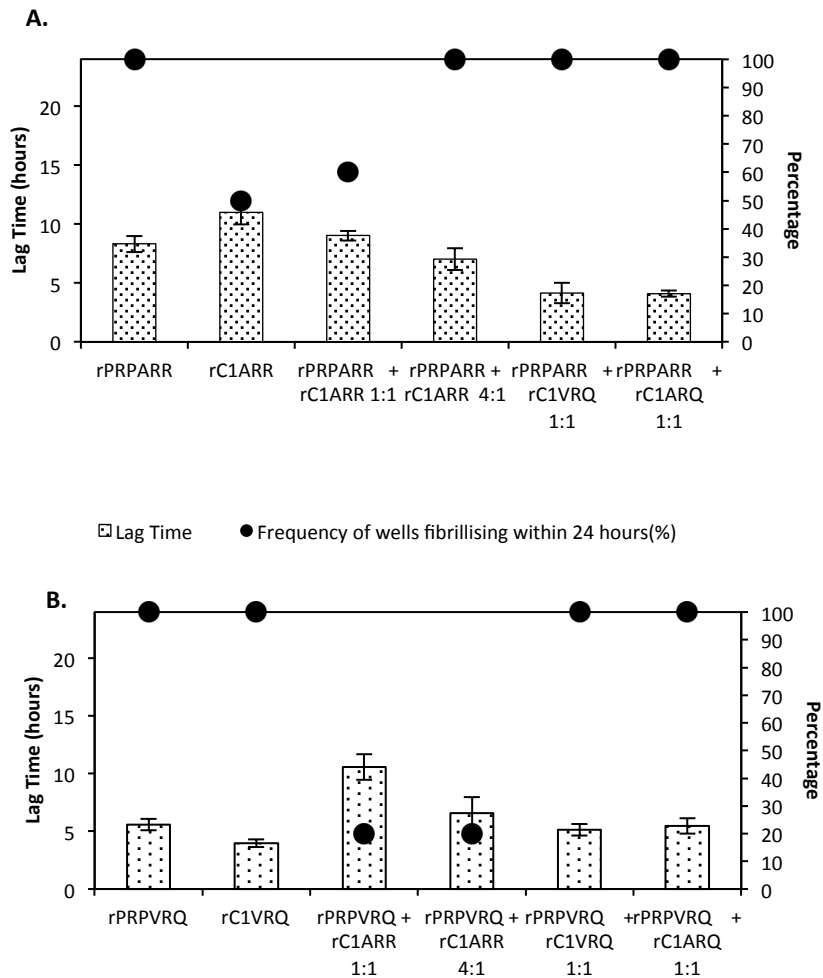 A.
Lag Time (hours)
20
15
10
5
0
100
90
80
70
60
50
40
30
20
10
0
Percentage
rPRPARR
rC1ARR
rPRPARR + rC1ARR 1:1
rPRPARR + rC1ARR 4:1
rPRPARR + rC1VRQ 1:1
rPRPARR + rC1ARQ 1:1
Lag Time
Frequency of wells fibrillising within 24 hours(%)
B.
Lag Time (hours)
20
15
10
5
0
100
90
80
70
60
50
40
30
20
10
0
Percentage
rPRPVRQ
rC1VRQ
rPRPVRQ + rC1ARR 1:1
rPRPVRQ + rC1ARR 4:1
rPRPVRQ + rC1VRQ 1:1
rPRPVRQ + rC1ARQ 1:1